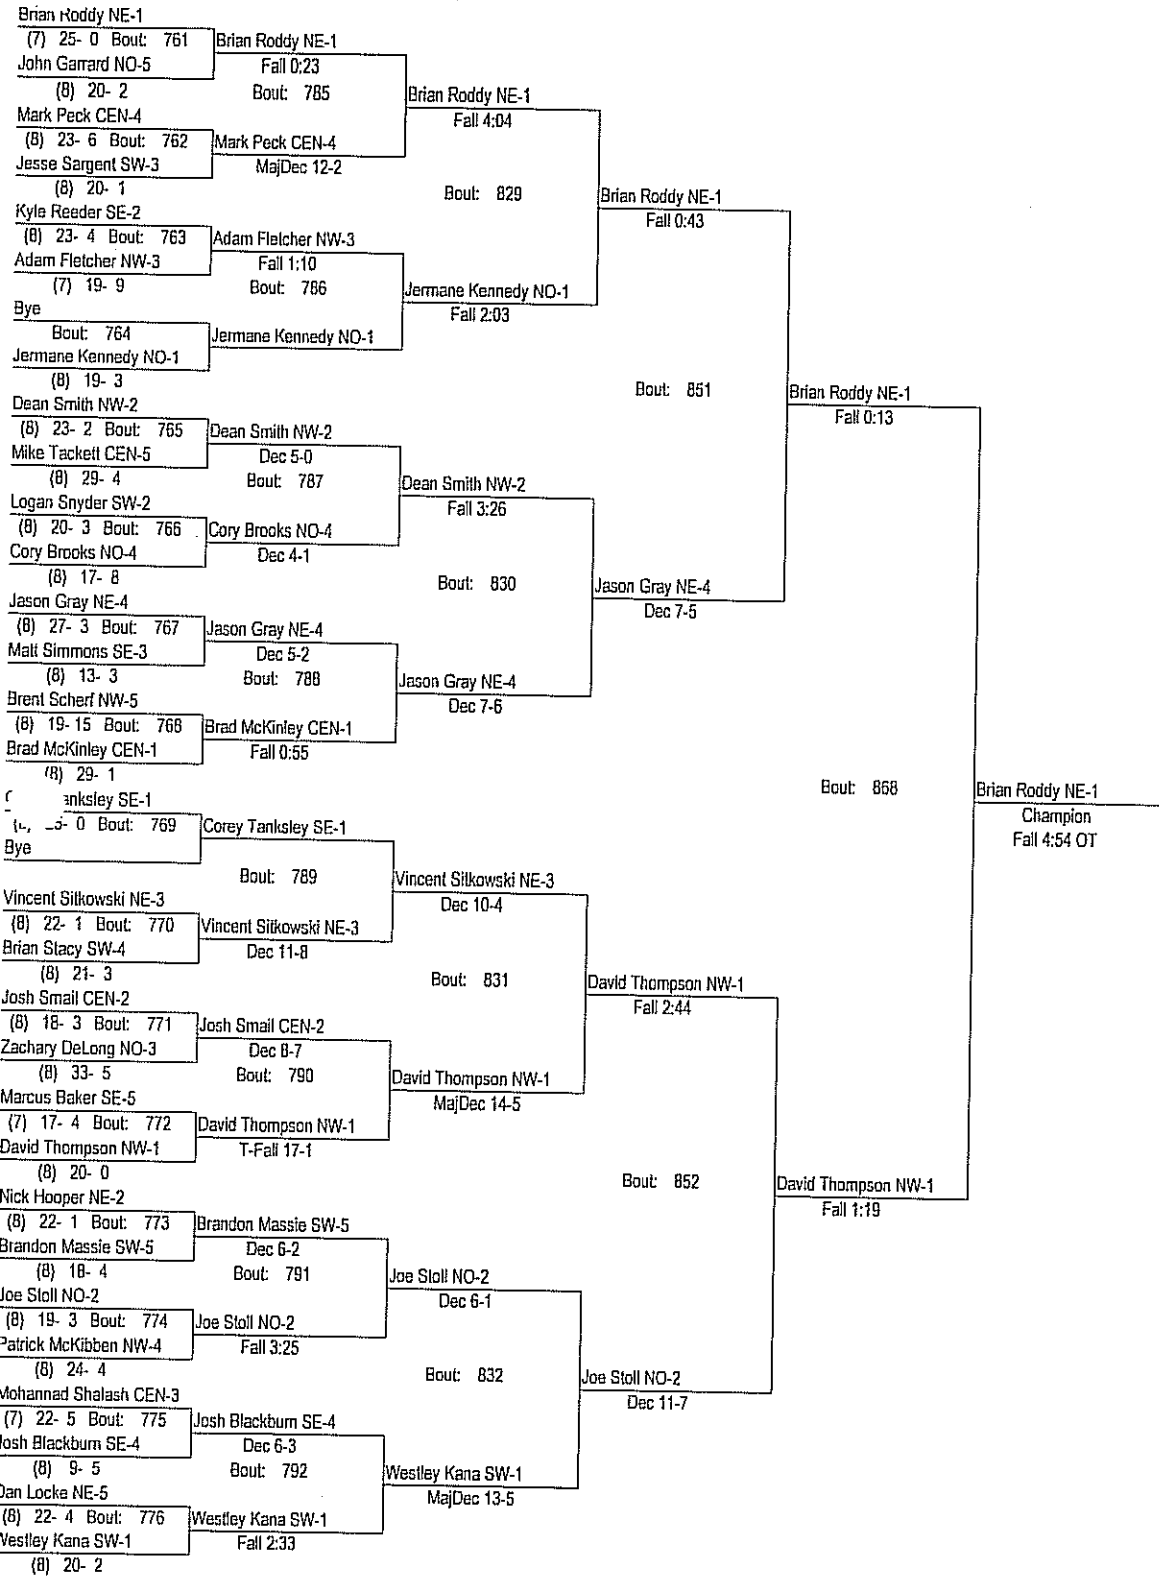 Brian Roddy NE-1
(7) 25- 0 Bout: 761
John Garrard NO-5
(8) 20- 2
Mark Peck CEN-4
(8) 23- 6 Bout: 762
Jesse Sargent SW-3
(8) 20- 1
Kyle Reeder SE-2
(8) 23- 4 Bout: 763
Adam Fletcher NW-3
(7) 19- 9
Bye
Bout: 764
Jermane Kennedy NO-1
(8) 19- 3
Dean Smith NW-2
(8) 23- 2 Bout: 765
Mike Tackett CEN-5
(8) 29- 4
Logan Snyder SW-2
(8) 20- 3 Bout: 766
Cory Brooks NO-4
(8) 17- 8
Jason Gray NE-4
(8) 27- 3 Bout: 767
Matt Simmons SE-3
(8) 13- 3
Brent Scherf NW-5
(8) 19- 15 Bout: 768
Brad McKinley CEN-1
(8) 29- 1
anksley SE-1
0 Bout: 769
Bye
Vincent Sitkowski NE-3
(8) 22- 1 Bout: 770
Brian Stacy SW-4
(8) 21- 3
Josh Smail CEN-2
(8) 18- 3 Bout: 771
Zachary DeLong NO-3
(8) 33- 5
Marcus Baker SE-5
(7) 17- 4 Bout: 772
David Thompson NW-1
(8) 20- 0
Nick Hooper NE-2
(8) 22- 1 Bout: 773
Brandon Massie SW-5
(8) 18- 4
Joe Stoll NO-2
(8) 19- 3 Bout: 774
Patrick McKibben NW-4
(8) 24- 4
Mohannad Shalash CEN-3
(7) 22- 5 Bout: 775
Josh Blackburn SE-4
(8) 9- 5
Dan Locke NE-5
(8) 22- 4 Bout: 776
Westley Kana SW-1
(8) 20- 2
Brian Roddy NE-1
Fall 0:23
Bout: 785
Mark Peck CEN-4
MajDec 12-2
Adam Fletcher NW-3
Fall 1:10
Bout: 786
Jermane Kennedy NO-1
Dean Smith NW-2
Dec 5-0
Bout: 787
Cory Brooks NO-4
Dec 4-1
Jason Gray NE-4
Dec 5-2
Bout: 788
Brad McKinley CEN-1
Fall 0:55
Corey Tanksley SE-1
Bout: 789
Vincent Sitkowski NE-3
Dec 11-8
Josh Smail CEN-2
Dec 8-7
Bout: 790
David Thompson NW-1
T-Fall 17-1
Brandon Massie SW-5
Dec 6-2
Bout: 791
Joe Stoll NO-2
Fall 3:25
Josh Blackburn SE-4
Dec 6-3
Bout: 792
Westley Kana SW-1
Fall 2:33
Brian Roddy NE-1
Fall 4:04
Bout: 829
Jermane Kennedy NO-1
Fall 2:03
Dean Smith NW-2
Fall 3:26
Bout: 830
Jason Gray NE-4
Dec 7-6
Vincent Sitkowski NE-3
Dec 10-4
Bout: 831
David Thompson NW-1
MajDec 14-5
Joe Stoll NO-2
Dec 6-1
Bout: 832
Westley Kana SW-1
MajDec 13-5
Brian Roddy NE-1
Fall 0:43
Bout: 851
Jason Gray NE-4
Dec 7-5
David Thompson NW-1
Fall 2:44
Bout: 852
Joe Stoll NO-2
Dec 11-7
Brian Roddy NE-1
Fall 0:13
Bout: 868
David Thompson NW-1
Fall 1:19
Brian Roddy NE-1
Champion
Fall 4:54 OT